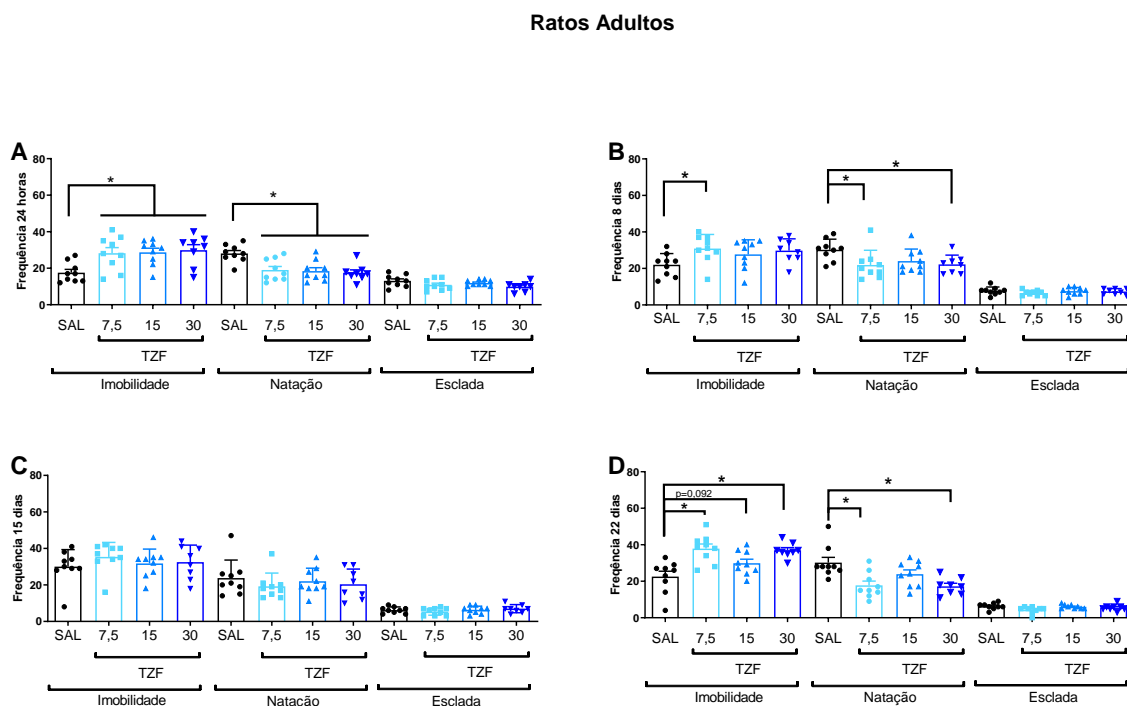 Ratos Adultos
A
Frequência 24 horas
80
60
40
20
0
*
*
SAL 7,5 15 30 SAL 7,5 15 30 SAL 7,5 15 30
TZF TZF TZF
Imobilidade Natação Esclada
B
Frequência 8 dias
80
60
40
20
0
*
*
*
SAL 7,5 15 30 SAL 7,5 15 30 SAL 7,5 15 30
TZF TZF TZF
Imobilidade Natação Esclada
C
Frequência 15 dias
80
60
40
20
0
SAL 7,5 15 30 SAL 7,5 15 30 SAL 7,5 15 30
TZF TZF TZF
Imobilidade Natação Esclada
D
Frequência 22 dias
80
60
40
20
0
*
p=0,092
*
*
*
SAL 7,5 15 30 SAL 7,5 15 30 SAL 7,5 15 30
TZF TZF TZF
Imobilidade Natação Esclada